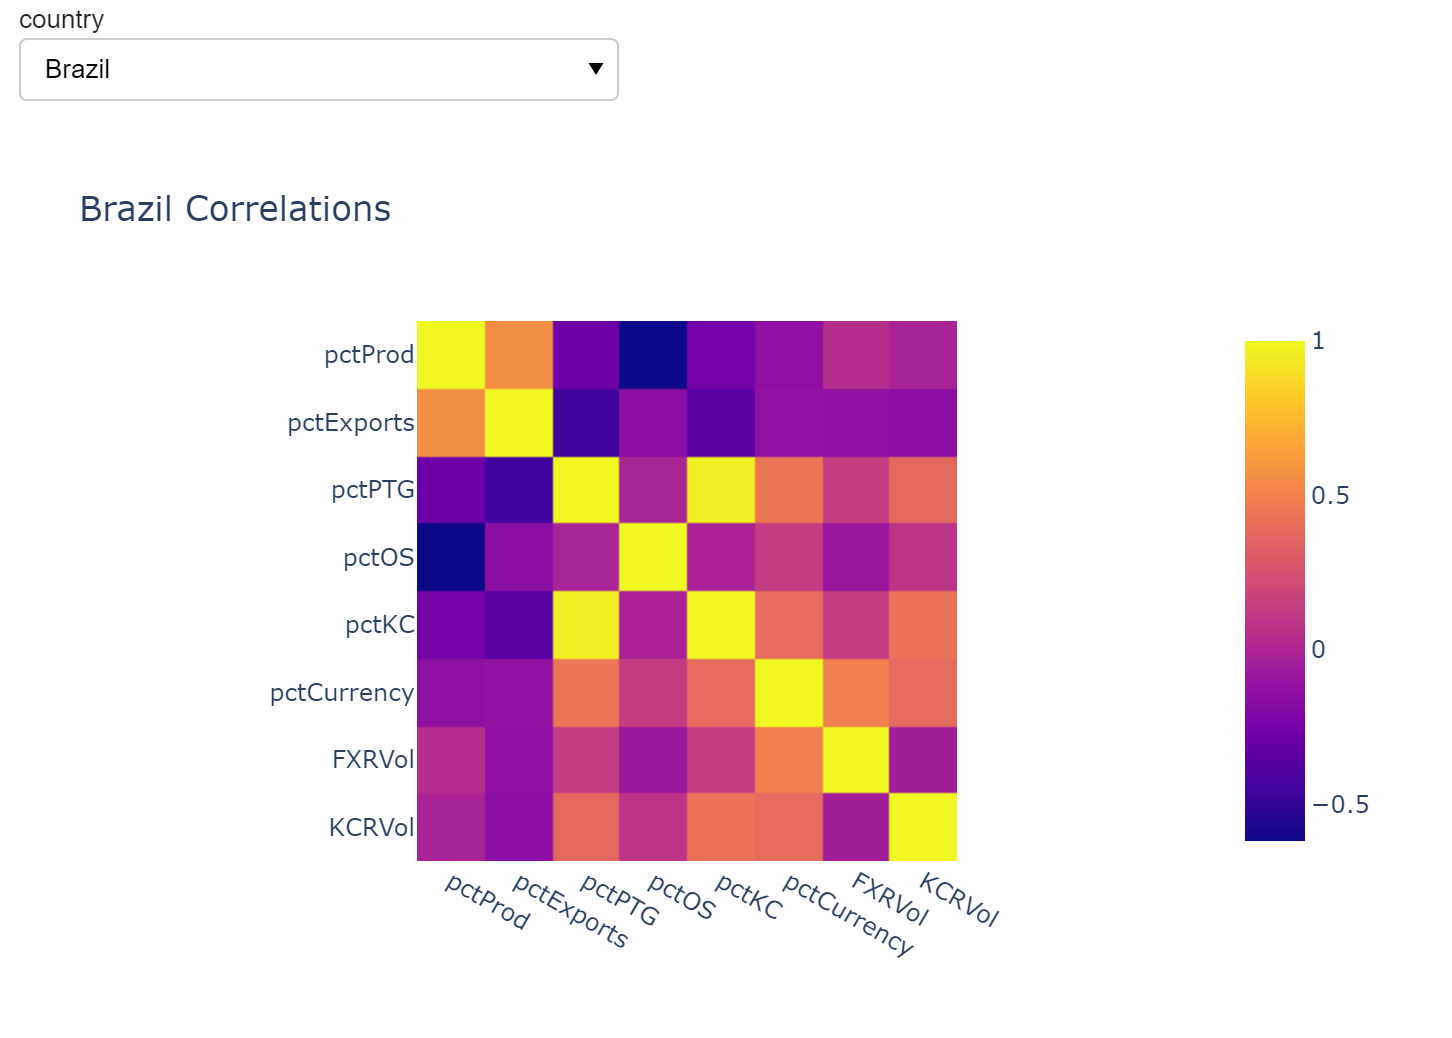 country
Brazil
Brazil Correlations
pctProd
pctExports
pctPTG
pctOS
pctKC
pctCurrency
FXRVol
KCRVol
pctProd
pctExports
pctPTG
pctOS
pctKC
pctCurrency
FXRVol
KCRVol
1
0.5
0
−0.5